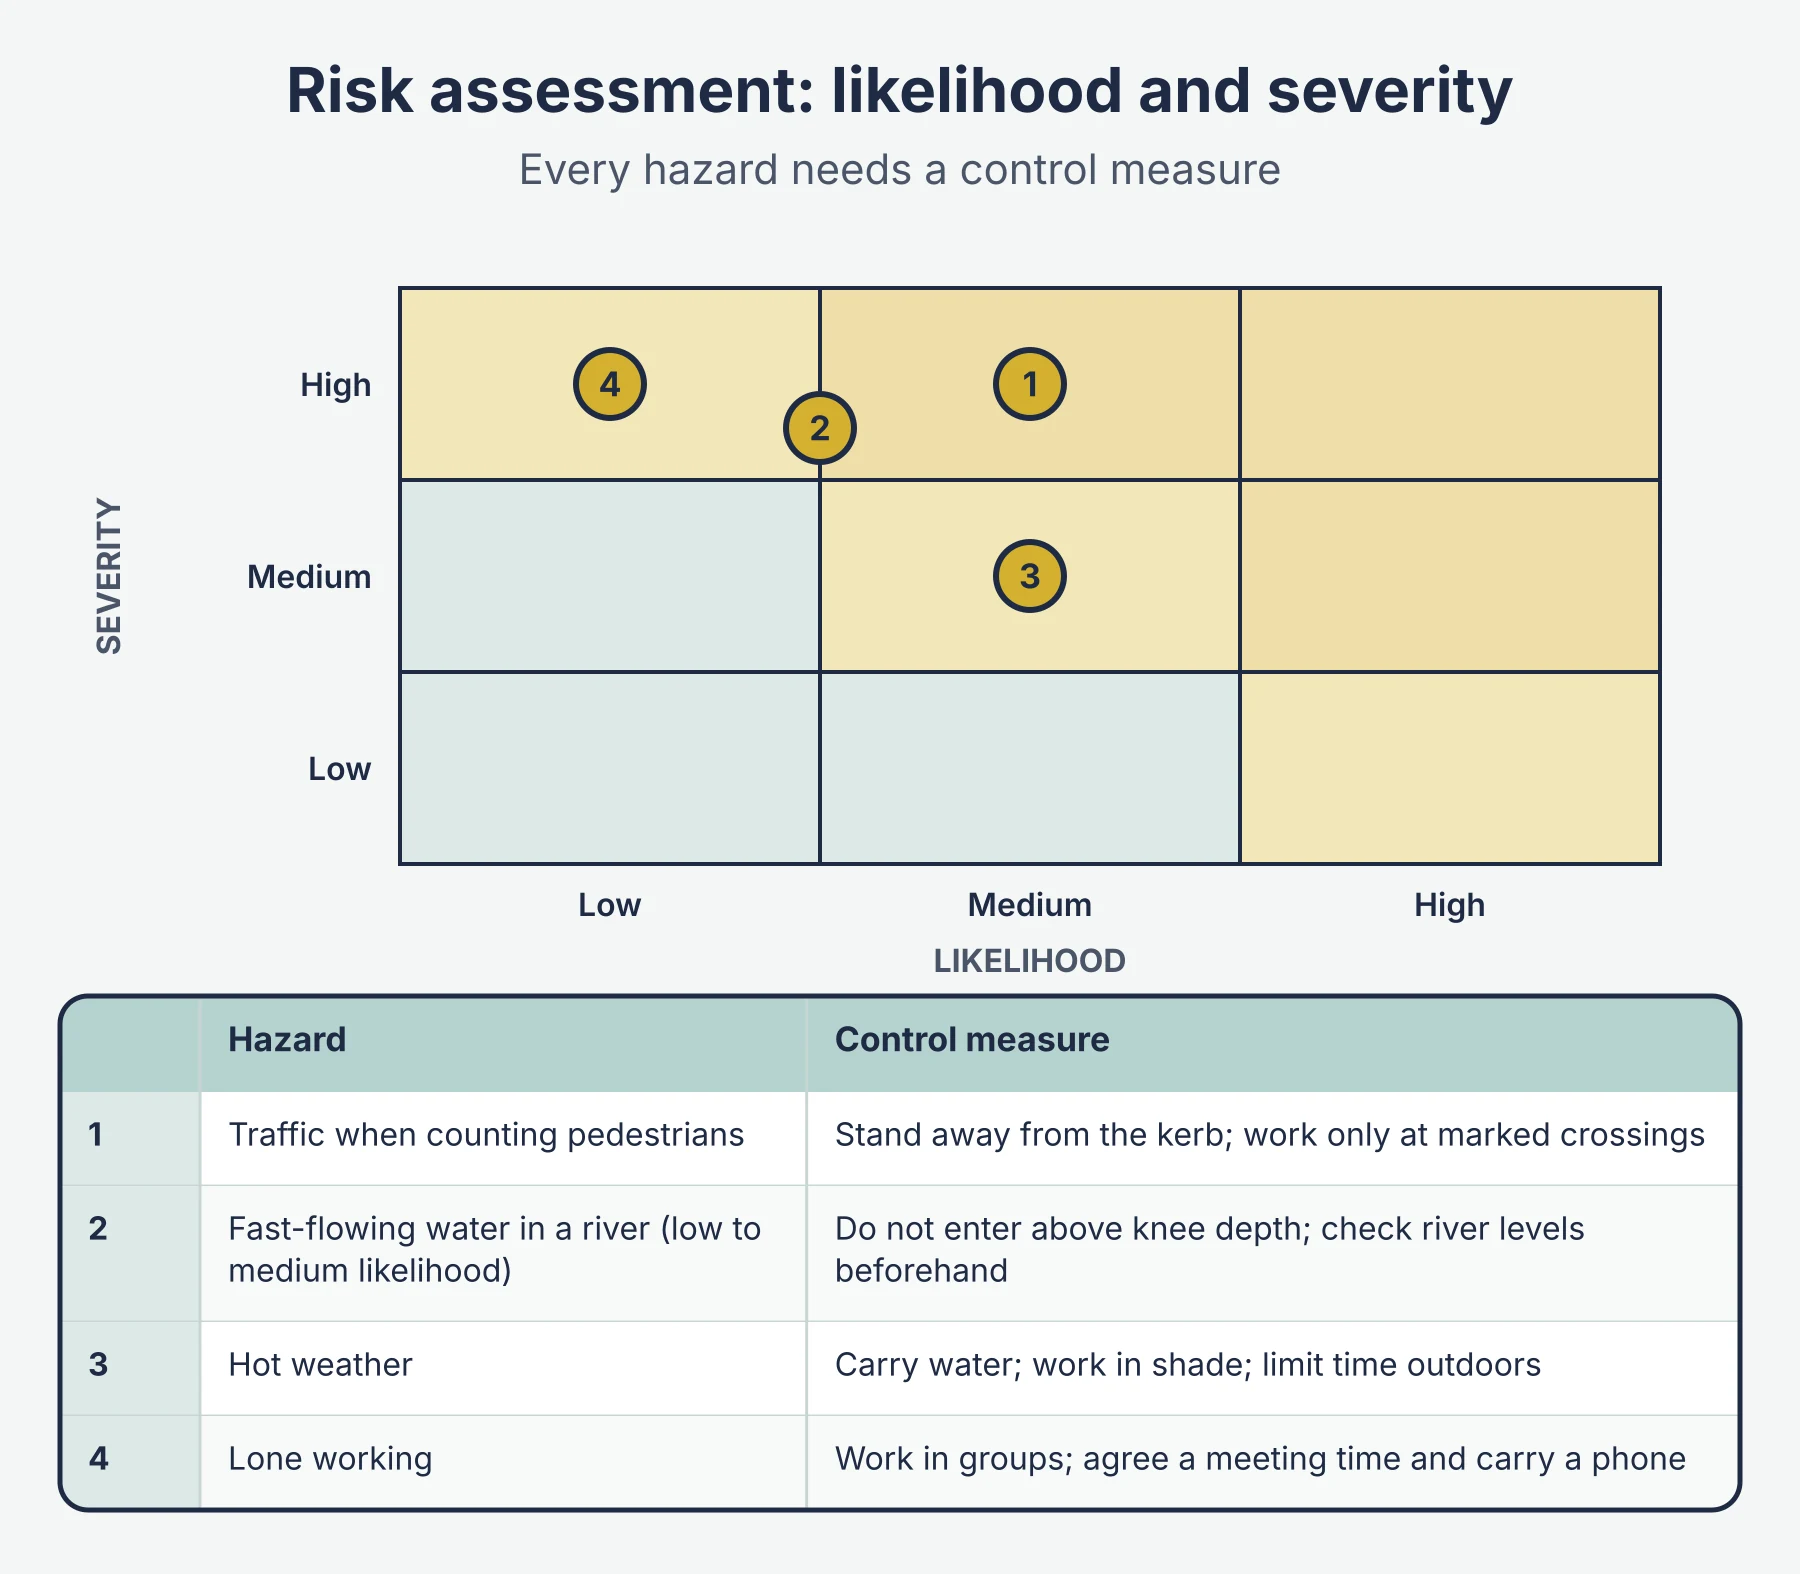 Risk assessment: likelihood and severity
Every hazard needs a control measure
SEVERITY
High
4
2
1
Medium
3
Low
Low
Medium
High
LIKELIHOOD
Hazard
Control measure
1
Traffic when counting pedestrians
Stand away from the kerb; work only at marked crossings
2
Fast-flowing water in a river (low to
medium likelihood)
Do not enter above knee depth; check river levels
beforehand
3
Hot weather
Carry water; work in shade; limit time outdoors
4
Lone working
Work in groups; agree a meeting time and carry a phone